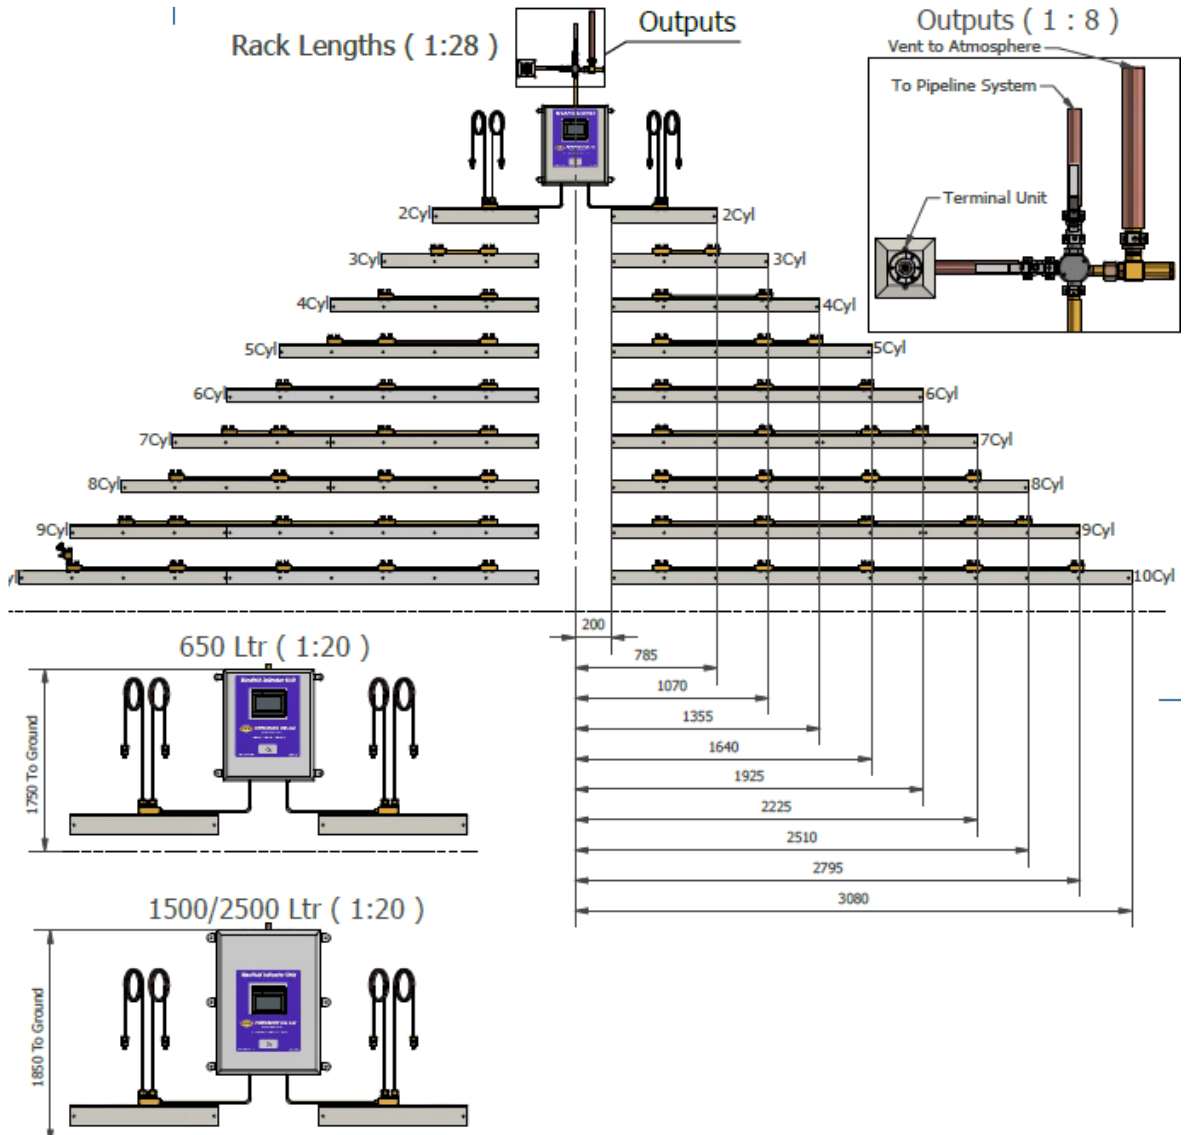 Rack Lengths ( 1:28 )
Outputs
Outputs ( 1 : 8 )
Vent to Atmosphere
To Pipeline System
Terminal Unit
2Cyl
2Cyl
3Cyl
3Cyl
4Cyl
4Cyl
5Cyl
5Cyl
6Cyl
6Cyl
7Cyl
7Cyl
8Cyl
8Cyl
9Cyl
9Cyl
10Cyl
200
785
1070
1355
1640
1925
2225
2510
2795
3080
650 Ltr ( 1:20 )
1750 To Ground
1500/2500 Ltr ( 1:20 )
1850 To Ground